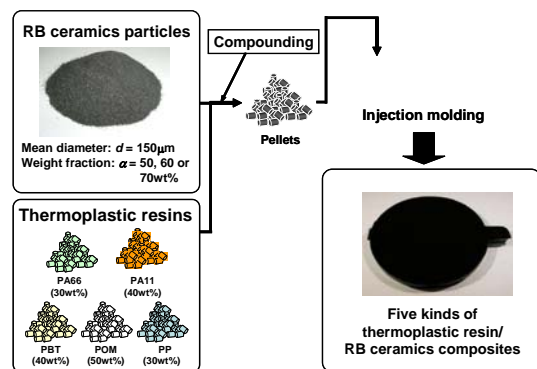 RB ceramics particles
Mean diameter: d = 150μm
Weight fraction: α = 50, 60 or
70wt%
Compounding
Pellets
Injection molding
Thermoplastic resins
PA66
(30wt%)
PA11
(40wt%)
PBT
(40wt%)
POM
(50wt%)
PP
(30wt%)
Five kinds of
thermoplastic resin/
RB ceramics composites